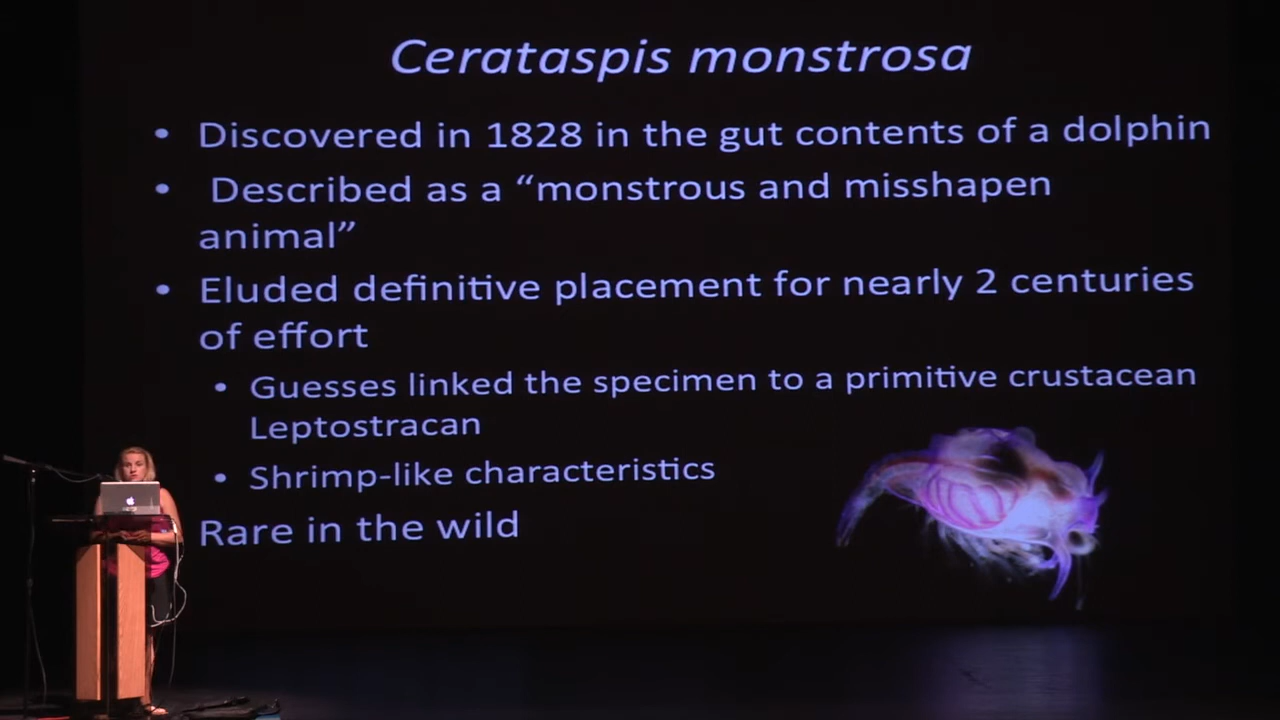 Cerataspis monstrosa
• Discovered in 1828 in the gut contents of a dolphin
• Described as a “monstrous and misshapen
animal”
• Eluded definitive placement for nearly 2 centuries
of effort
• Guesses linked the specimen to a primitive crustacean
Leptostracan
• Shrimp-like characteristics
Rare in the wild